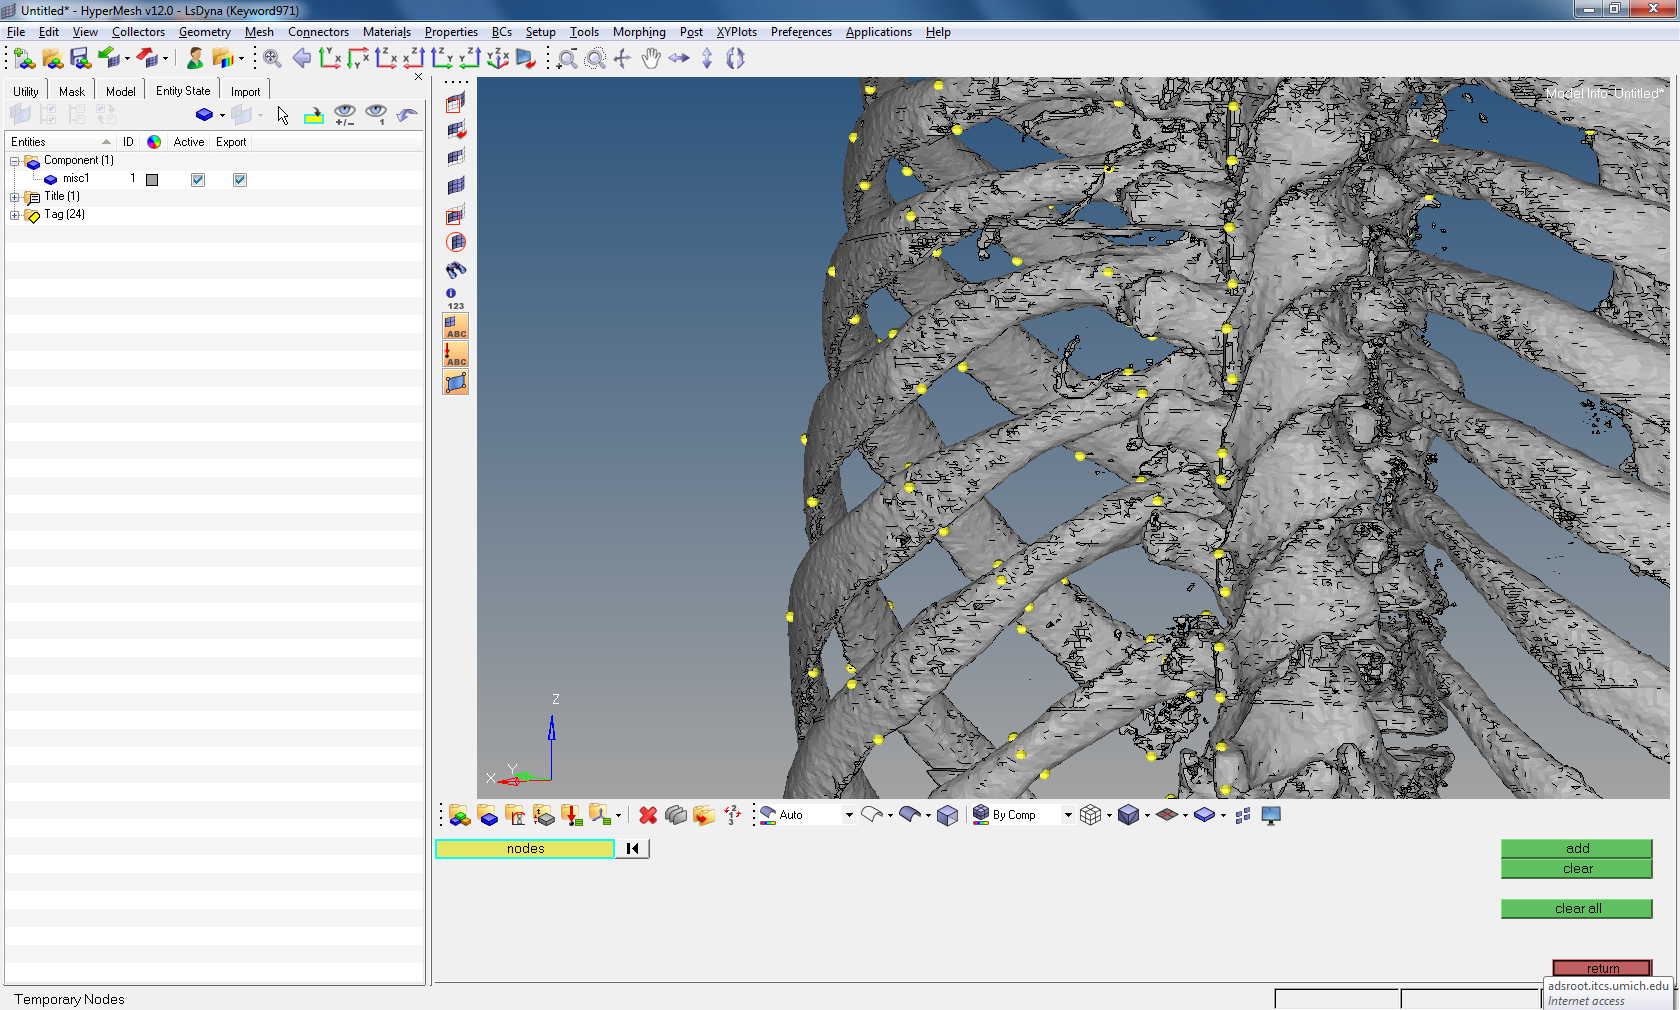 Untitled* - HyperMesh v12.0 - LsDyna (Keyword971)
File Edit View Collectors Geometry Mesh Connectors Materials Properties BCs Setup Tools Morphing Post XYPlots Preferences Applications Help
Utility Mask Model Entity State Import
Entities ID Active Export
Component (1)
misc1 1
Title (1)
Tag (24)
123
ABC
ABC
Model Info: Untitled*
Z
Y
X
Auto
By Comp
nodes
add
clear
clear all
return
adsroot.itcs.umich.edu
Internet access
Temporary Nodes